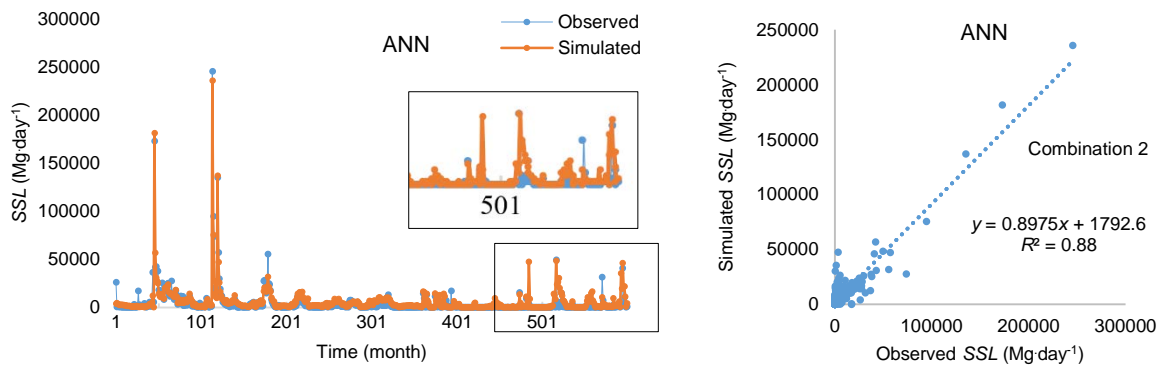 ANN
Observed
Simulated
SSL (Mg·day-1)
300000
250000
200000
150000
100000
50000
0
1
101
201
301
401
501
Time (month)
501
ANN
Simulated SSL (Mg·day-1)
250000
200000
150000
100000
50000
0
Combination 2
y = 0.8975x + 1792.6
R² = 0.88
0
100000
200000
300000
Observed SSL (Mg·day-1)